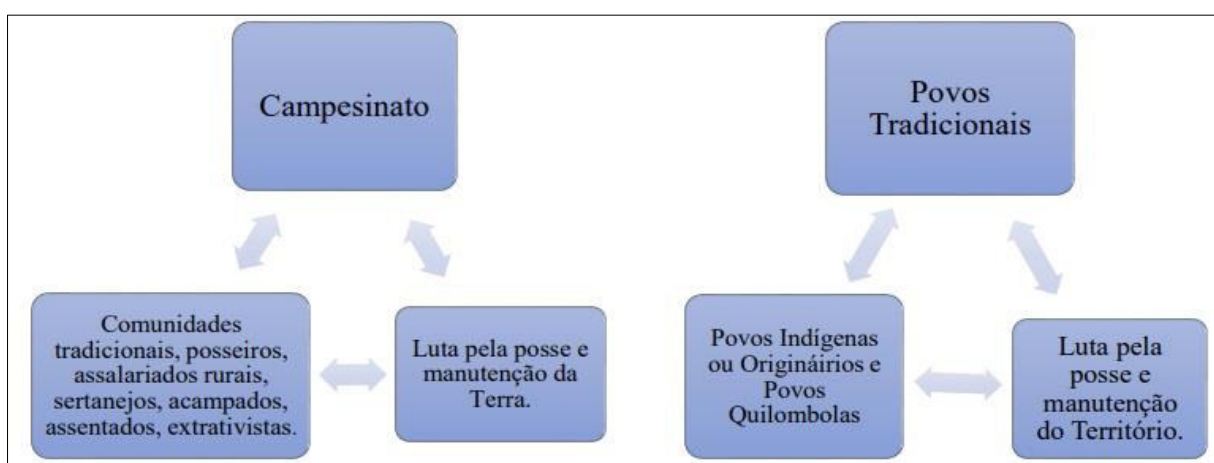 Campesinato
Povos
Tradicionais
Comunidades
tradicionais, posseiros,
assalariados rurais,
sertanejos, acampados,
assentados, extrativistas.
Luta pela posse e
manutenção da
Terra.
Povos Indígenas
ou Origináirios e
Povos
Quilombolas
Luta pela
posse e
manutenção
do Território.